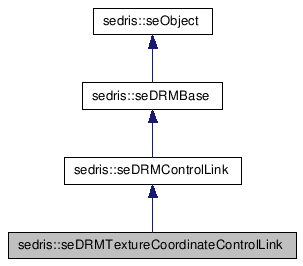 sedris::seObject
sedris::seDRMBase
sedris::seDRMControlLink
sedris::seDRMTextureCoordinateControlLink